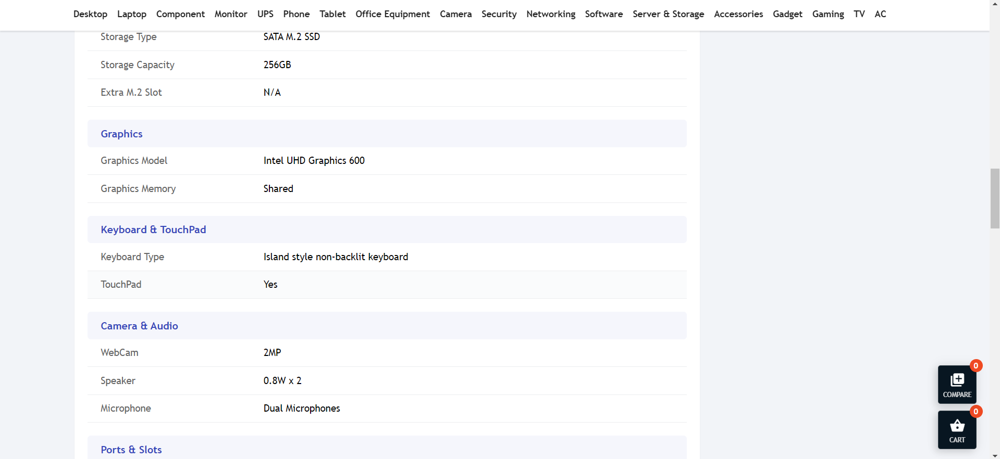 Desktop Laptop Component Monitor UPS Phone Tablet Office Equipment Camera Security Networking Software Server & Storage Accessories Gadget Gaming TV AC
Storage Type SATA M.2 SSD
Storage Capacity 256GB
Extra M.2 Slot N/A
Graphics
Graphics Model Intel UHD Graphics 600
Graphics Memory Shared
Keyboard & TouchPad
Keyboard Type Island style non-backlit keyboard
TouchPad Yes
Camera & Audio
WebCam 2MP
Speaker 0.8W x 2
Microphone Dual Microphones
Ports & Slots
0
COMPARE
0
CART